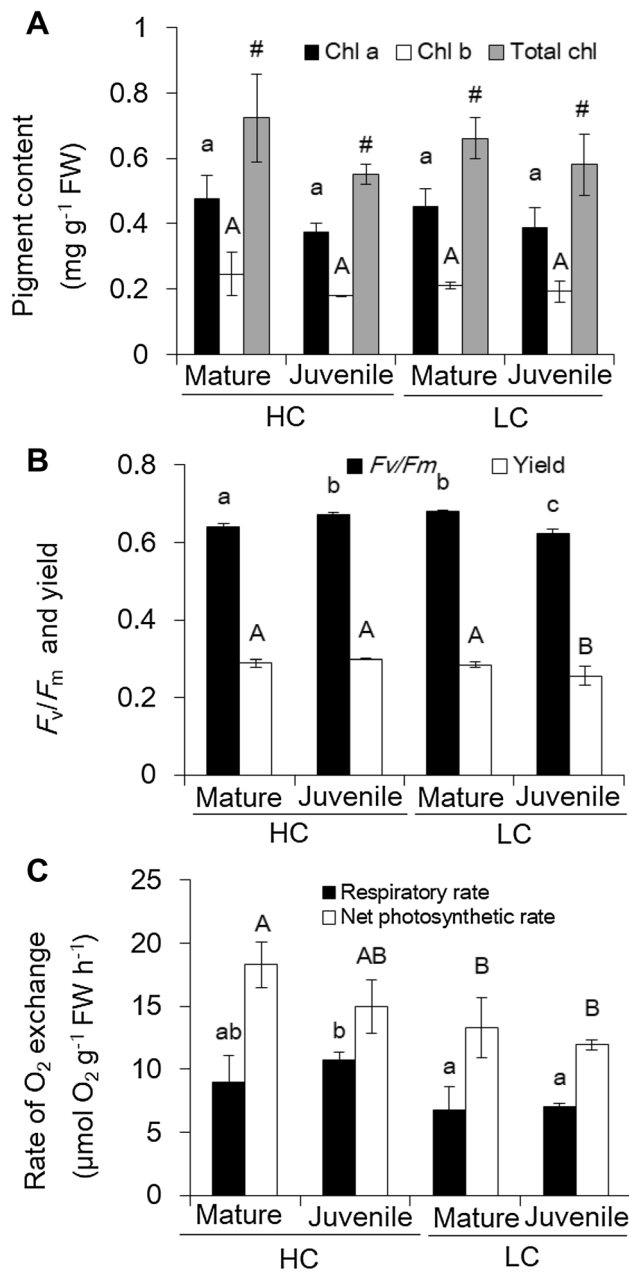 A
Pigment content
(mg g⁻¹ FW)
1
0.8
0.6
0.4
0.2
0
Chl a Chl b Total chl
a A # a A # a A # a A #
Mature Juvenile Mature Juvenile
HC LC
B
Fv/Fm and yield
0.8
0.6
0.4
0.2
0
Fv/Fm Yield
a A b A b A c B
Mature Juvenile Mature Juvenile
HC LC
C
Rate of O₂ exchange
(µmol O₂ g⁻¹ FW h⁻¹)
25
20
15
10
5
0
Respiratory rate
Net photosynthetic rate
ab A b AB a B a B
Mature Juvenile Mature Juvenile
HC LC